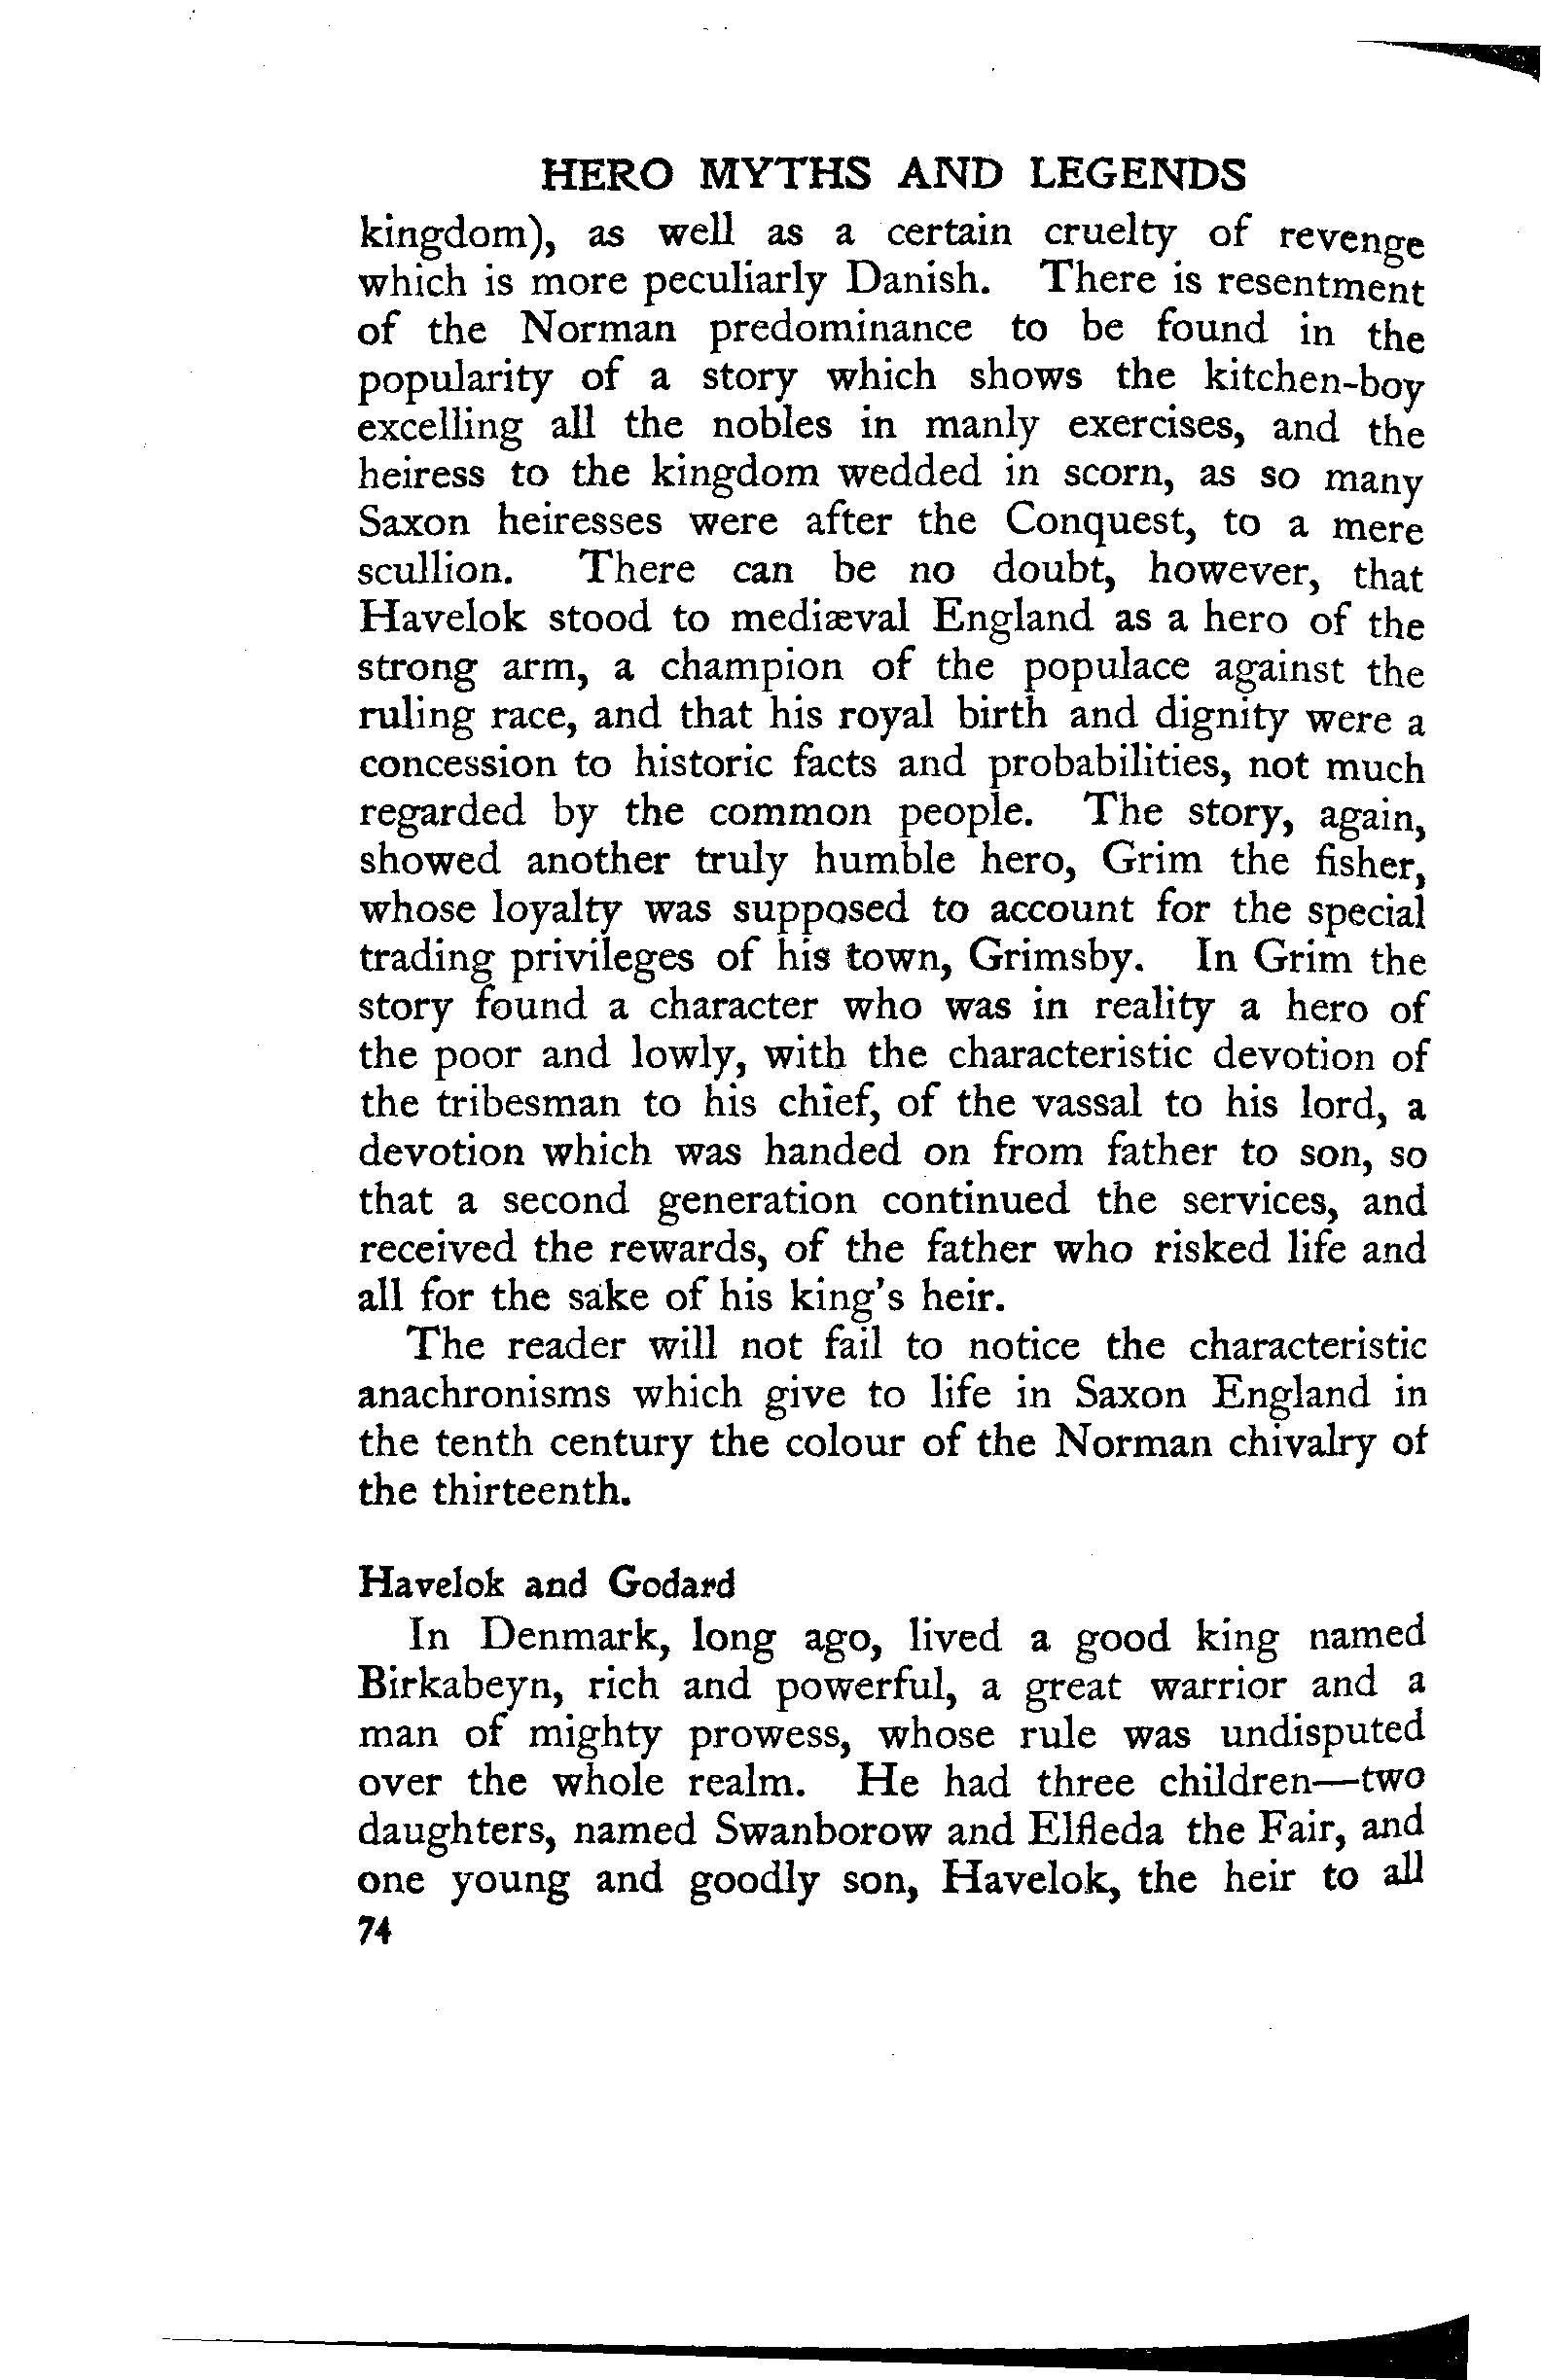 HERO MYTHS AND LEGENDS
kingdom), as well as a certain cruelty of revenge
which is more peculiarly Danish. There is resentment
of the Norman predominance to be found in the
popularity of a story which shows the kitchen-boy
excelling all the nobles in manly exercises, and the
heiress to the kingdom wedded in scorn, as so many
Saxon heiresses were after the Conquest, to a mere
scullion. There can be no doubt, however, that
Havelok stood to mediæval England as a hero of the
strong arm, a champion of the populace against the
ruling race, and that his royal birth and dignity were a
concession to historic facts and probabilities, not much
regarded by the common people. The story, again,
showed another truly humble hero, Grim the fisher,
whose loyalty was supposed to account for the special
trading privileges of his town, Grimsby. In Grim the
story found a character who was in reality a hero of
the poor and lowly, with the characteristic devotion of
the tribesman to his chief, of the vassal to his lord, a
devotion which was handed on from father to son, so
that a second generation continued the services, and
received the rewards, of the father who risked life and
all for the sake of his king's heir.
The reader will not fail to notice the characteristic
anachronisms which give to life in Saxon England in
the tenth century the colour of the Norman chivalry of
the thirteenth.
Havelok and Godard
In Denmark, long ago, lived a good king named
Birkabeyn, rich and powerful, a great warrior and a
man of mighty prowess, whose rule was undisputed
over the whole realm. He had three children—two
daughters, named Swanborow and Elfleda the Fair, and
one young and goodly son, Havelok, the heir to all
74